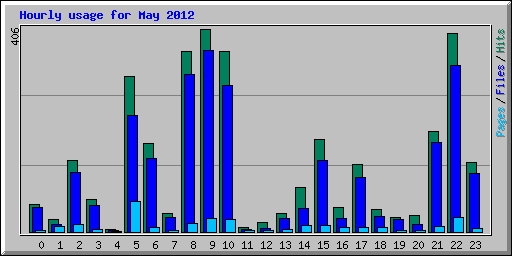 Hourly usage for May 2012
406
Pages / Files / Hits
0 1 2 3 4 5 6 7 8 9 10 11 12 13 14 15 16 17 18 19 20 21 22 23